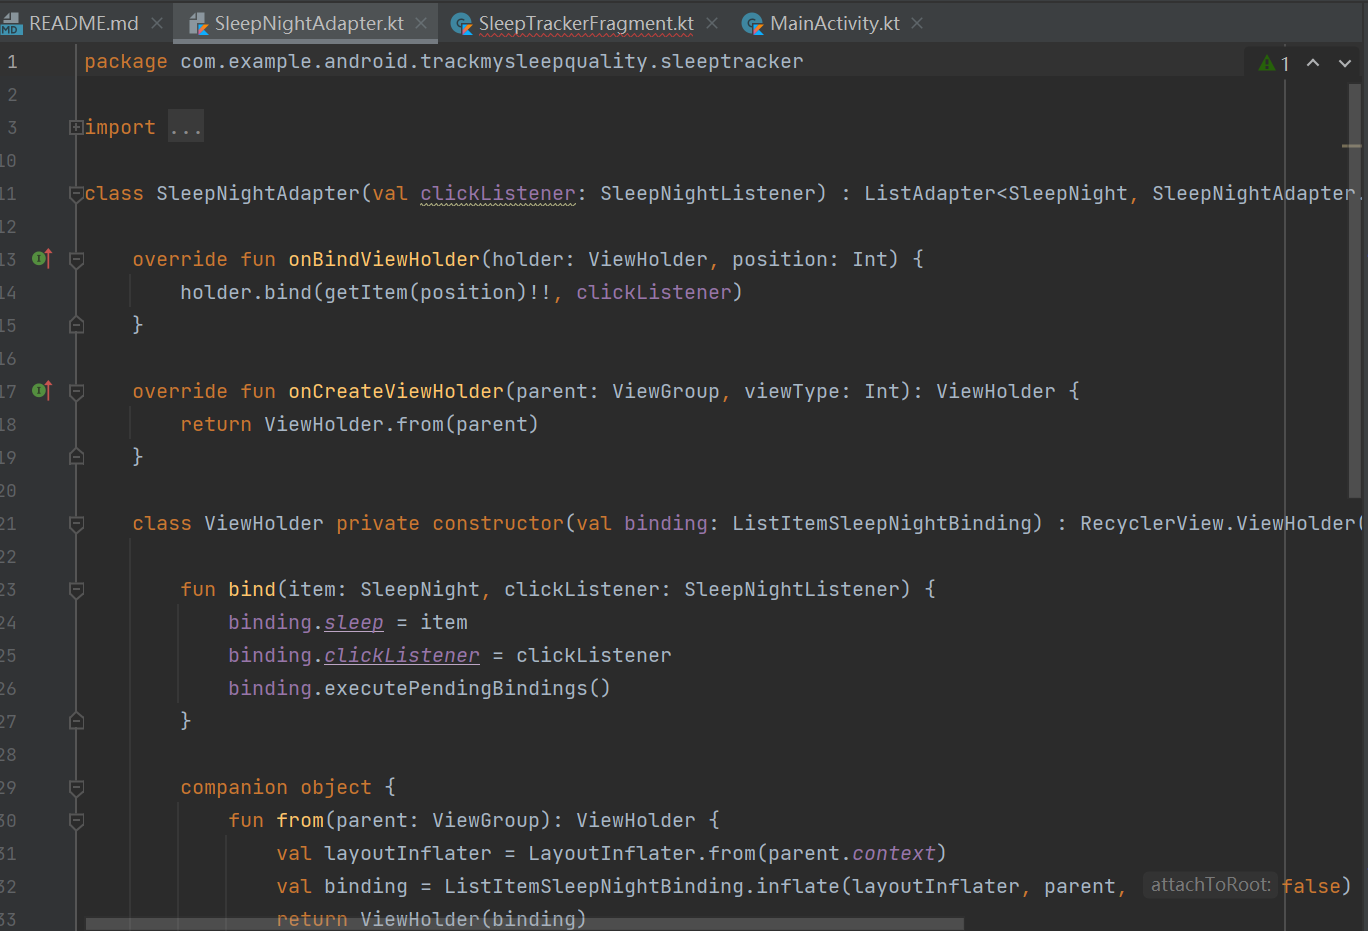 README.md SleepNightAdapter.kt SleepTrackerFragment.kt MainActivity.kt
1 package com.example.android.trackmysleepquality.sleeptracker 1
2
3 import ...
10
11 class SleepNightAdapter(val clickListener: SleepNightListener) : ListAdapter<SleepNight, SleepNightAdapter.
12
13 override fun onBindViewHolder(holder: ViewHolder, position: Int) {
14 holder.bind(getItem(position)!!, clickListener)
15 }
16
17 override fun onCreateViewHolder(parent: ViewGroup, viewType: Int): ViewHolder {
18 return ViewHolder.from(parent)
19 }
20
21 class ViewHolder private constructor(val binding: ListItemSleepNightBinding) : RecyclerView.ViewHolder(
22
23 fun bind(item: SleepNight, clickListener: SleepNightListener) {
24 binding.sleep = item
25 binding.clickListener = clickListener
26 binding.executePendingBindings()
27 }
28
29 companion object {
30 fun from(parent: ViewGroup): ViewHolder {
31 val layoutInflater = LayoutInflater.from(parent.context)
32 val binding = ListItemSleepNightBinding.inflate(layoutInflater, parent, attachToRoot: false)
33 return ViewHolder(binding)